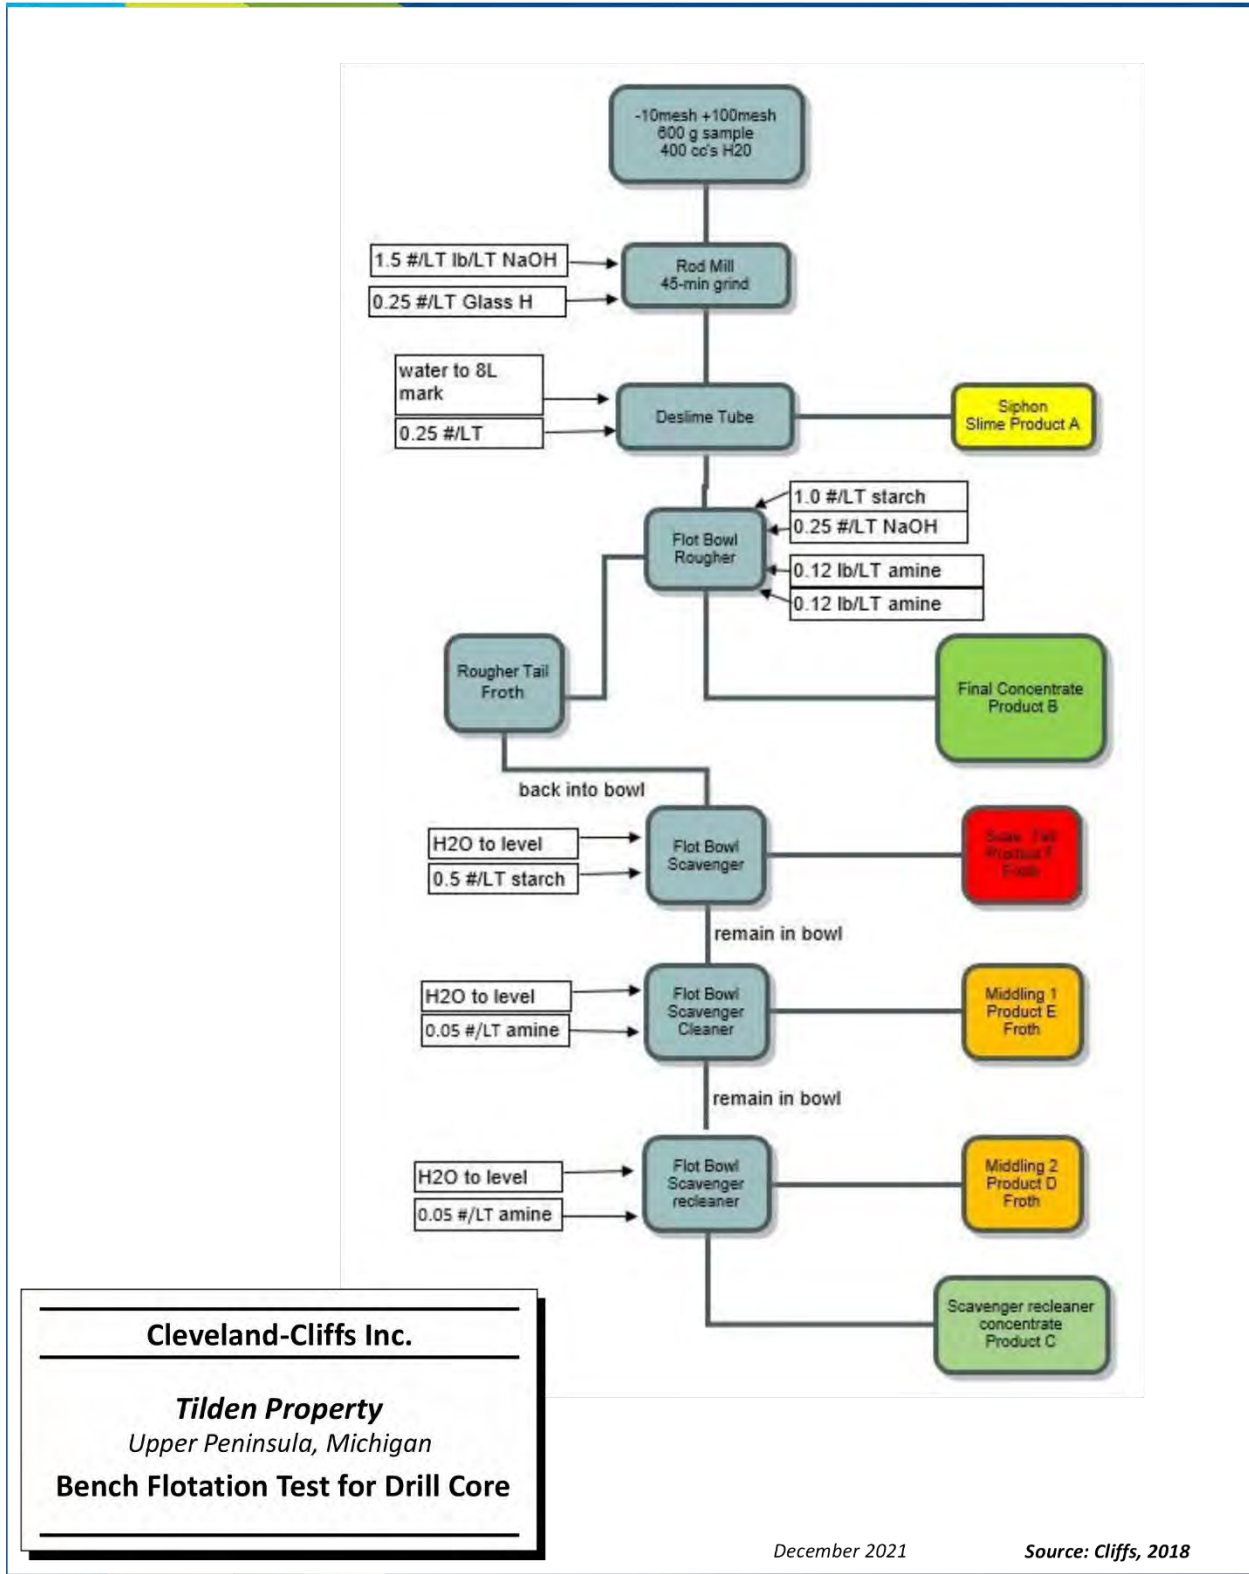 -10mesh +100mesh
600 g sample
400 cc's H20
1.5 #/LT lb/LT NaOH
0.25 #/LT Glass H
Rod Mill
45-min grind
water to 8L
mark
0.25 #/LT
Deslime Tube
Siphon
Slime Product A
1.0 #/LT starch
0.25 #/LT NaOH
0.12 lb/LT amine
0.12 lb/LT amine
Flot Bowl
Rougher
Rougher Tail
Froth
Final Concentrate
Product B
back into bowl
H2O to level
0.5 #/LT starch
Flot Bowl
Scavenger
Scav. Tail
Product F
Froth
remain in bowl
H2O to level
0.05 #/LT amine
Flot Bowl
Scavenger
Cleaner
Middling 1
Product E
Froth
remain in bowl
H2O to level
0.05 #/LT amine
Flot Bowl
Scavenger
recleaner
Middling 2
Product D
Froth
Scavenger recleaner
concentrate
Product C
Cleveland-Cliffs Inc.
Tilden Property
Upper Peninsula, Michigan
Bench Flotation Test for Drill Core
December 2021
Source: Cliffs, 2018